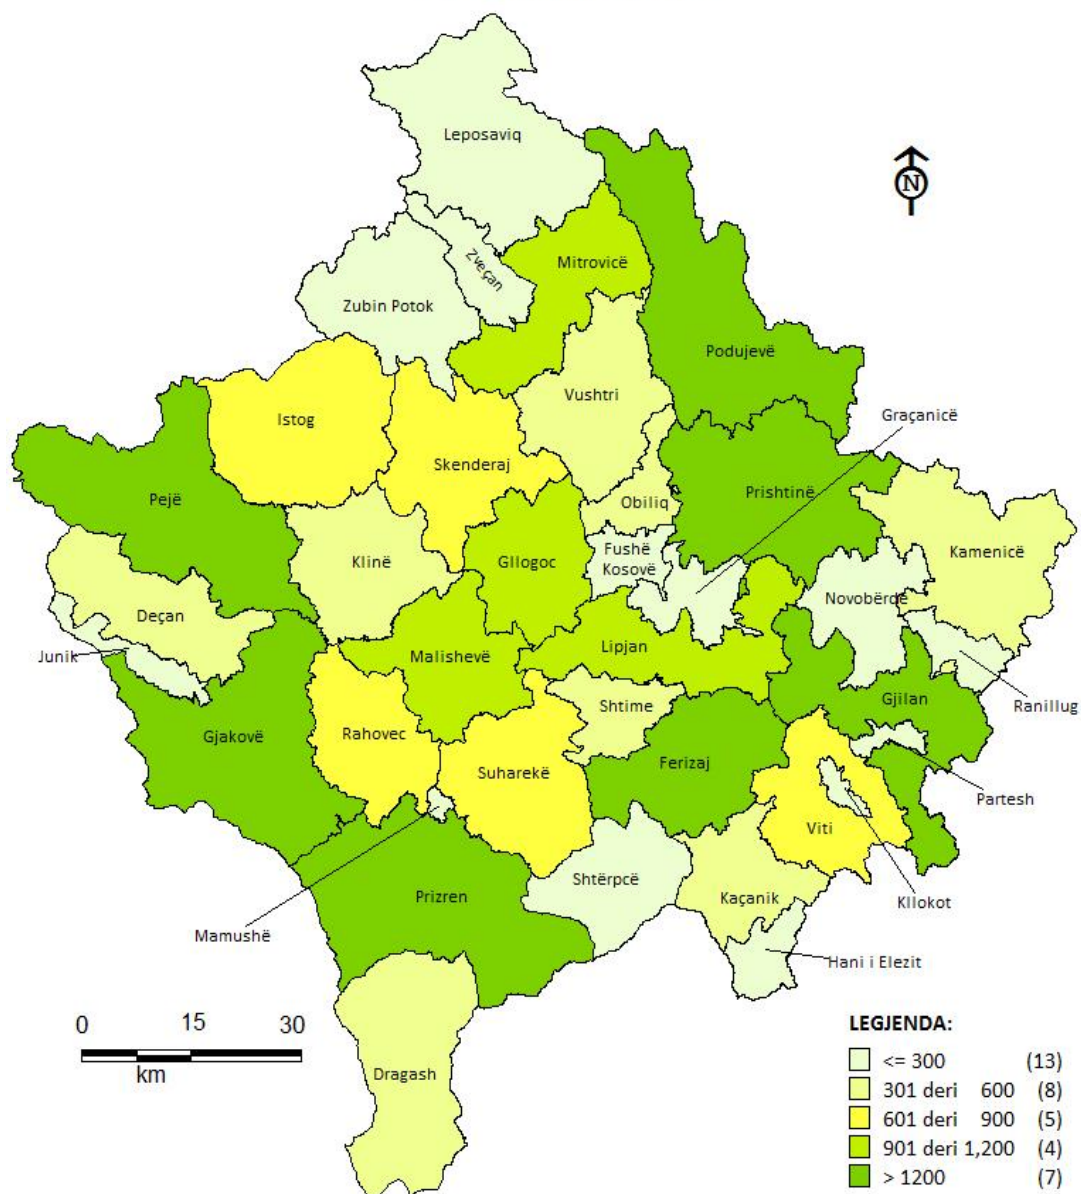 Leposaviq
N
Mitrovicë
Zveçan
Zubin Potok
Podujevë
Vushtri
Graçanicë
Istog
Skenderaj
Pejë
Prishtinë
Obiliq
Fushë
Kosovë
Klinë
Gllogoc
Kamenicë
Novobërdë
Deçan
Junik
Malishevë
Lipjan
Ranillug
Gjilan
Shtime
Gjakovë
Rahovec
Suharekë
Ferizaj
Partesh
Viti
Shtërpcë
Kaçanik
Kllokot
Prizren
Mamushë
Hani i Elezit
Dragash
0 15 30
km
LEGJENDA:
<= 300 (13)
301 deri 600 (8)
601 deri 900 (5)
901 deri 1,200 (4)
> 1200 (7)